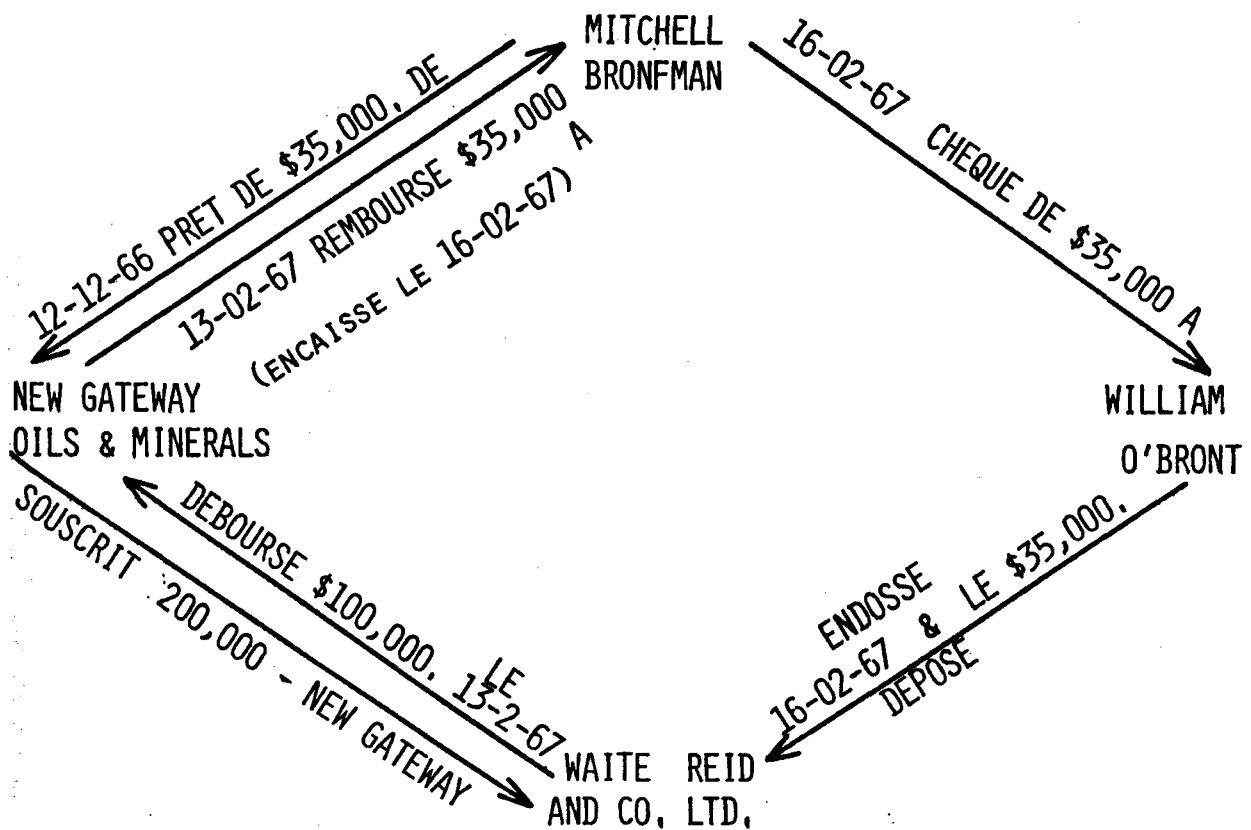 MITCHELL
BRONFMAN
12-12-66 PRET DE $35,000. DE
13-02-67 REMBOURSE $35,000
A
(ENCAISSE LE 16-02-67)
16-02-67 CHEQUE DE $35,000 A
NEW GATEWAY
OILS & MINERALS
WILLIAM
O'BRONT
SOUSCRIT 200,000 - NEW GATEWAY
DEBOURSE $100,000. LE
13-2-67
ENDOSSE
16-02-67 & LE $35,000.
DEPOSE
WAITE REID
AND CO. LTD.